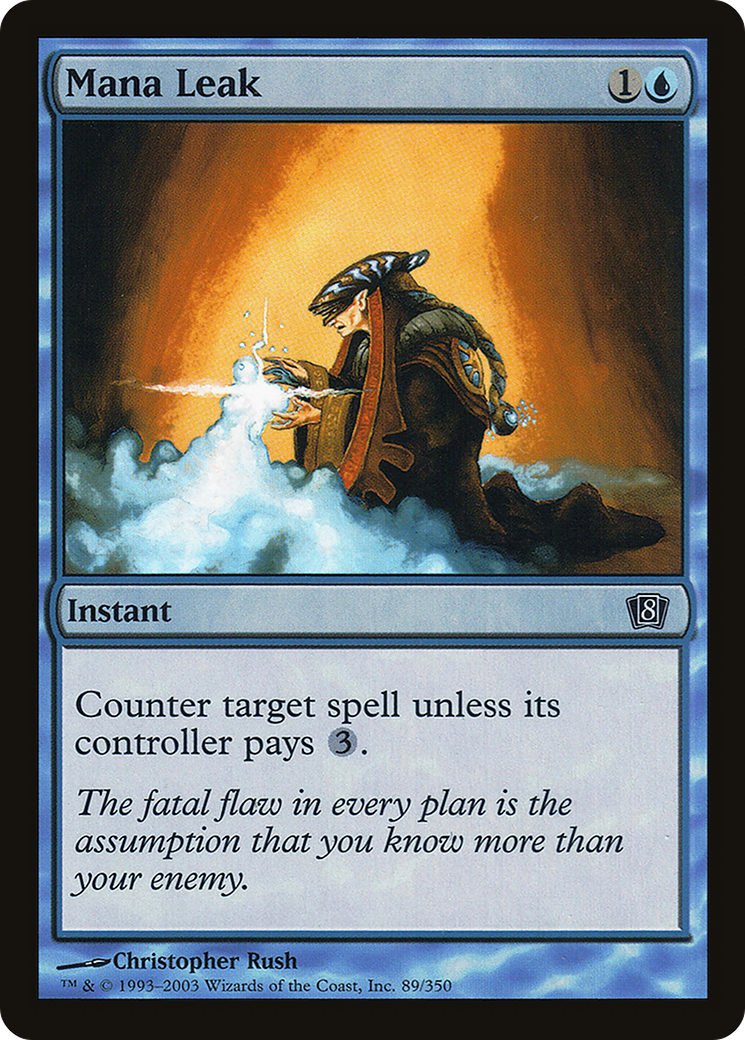 Mana Leak 1
Instant 8
Counter target spell unless its
controller pays 3.
The fatal flaw in every plan is the
assumption that you know more than
your enemy.
Christopher Rush
™ & © 1993–2003 Wizards of the Coast, Inc. 89/350